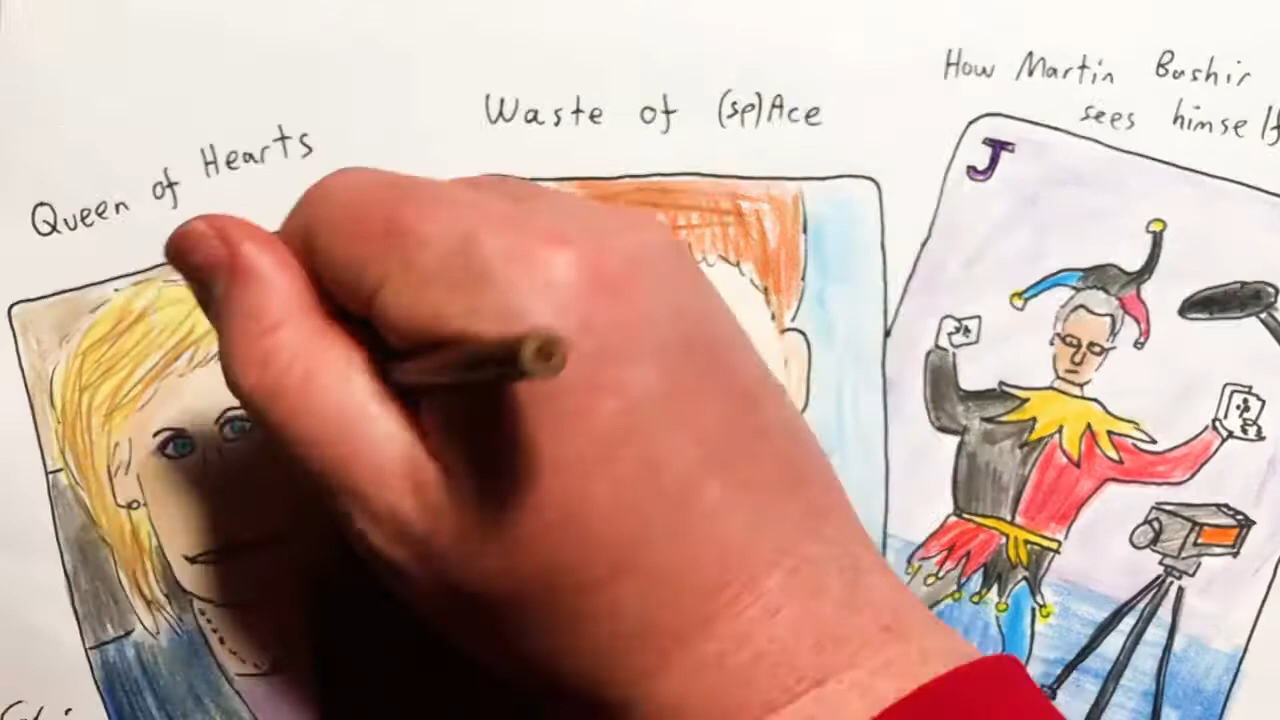 Queen of Hearts
Waste of (sp)Ace
How Martin Bashir
sees himself
J